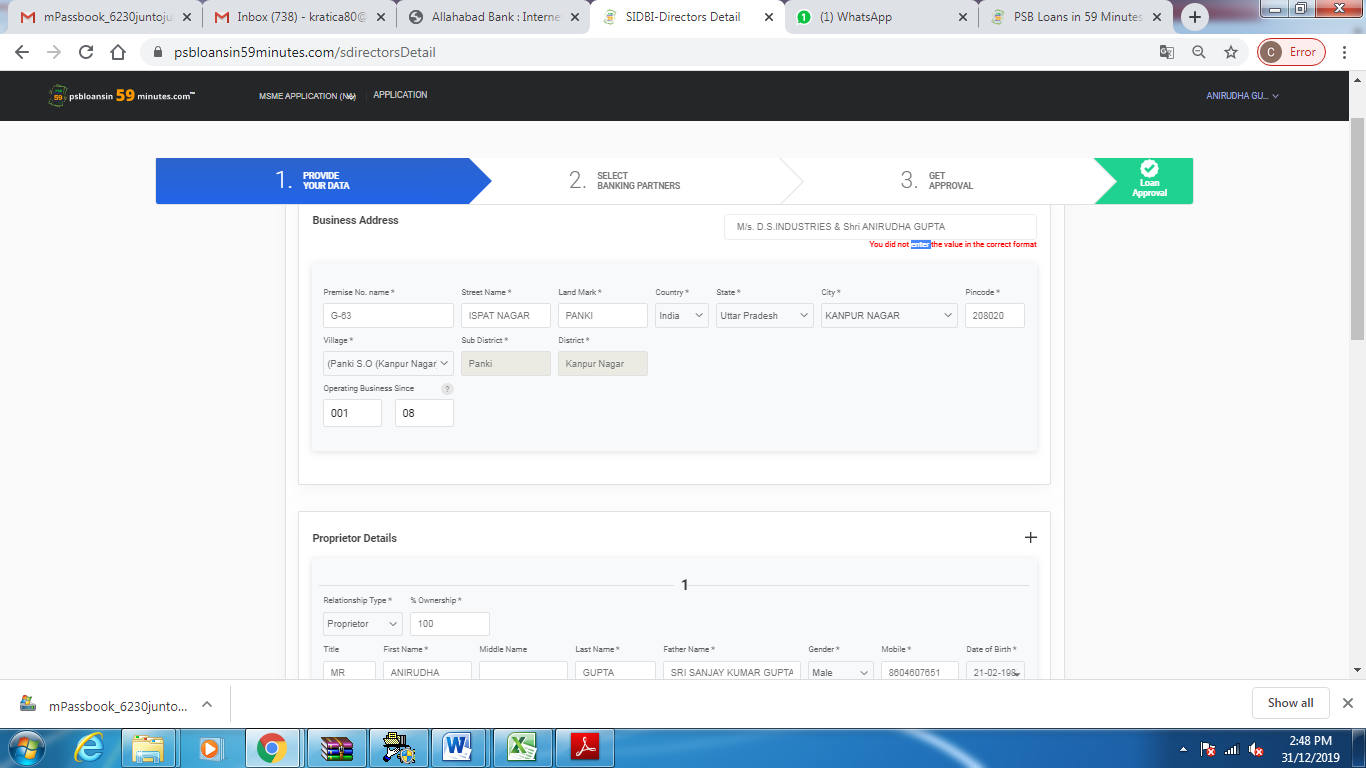 mPassbook_6230juntoju
Inbox (738) - kratica80@
Allahabad Bank : Interne
SIDBI-Directors Detail
(1) WhatsApp
PSB Loans in 59 Minutes
psbloansin59minutes.com/sdirectorsDetail
C Error
psbloansin 59 minutes.com
MSME APPLICATION
APPLICATION
ANIRUDHA GU...
1. PROVIDE
YOUR DATA
2. SELECT
BANKING PARTNERS
3. GET
APPROVAL
Loan
Approval
Business Address
M/s. D.S.INDUSTRIES & Shri ANIRUDHA GUPTA
You did not enter the value in the correct format
Premise No. name * Street Name * Land Mark * Country * State * City * Pincode *
G-63 ISPAT NAGAR PANKI India Uttar Pradesh KANPUR NAGAR 208020
Village * Sub District * District *
(Panki S.O (Kanpur Nagar) Panki Kanpur Nagar
Operating Business Since ?
001 08
Proprietor Details +
1
Relationship Type * % Ownership *
Proprietor 100
Title First Name * Middle Name Last Name * Father Name * Gender * Mobile * Date of Birth *
MR ANIRUDHA GUPTA SRI SANJAY KUMAR GUPTA Male 8604607651 21-02-198
mPassbook_6230junto...
Show all
2:48 PM
31/12/2019